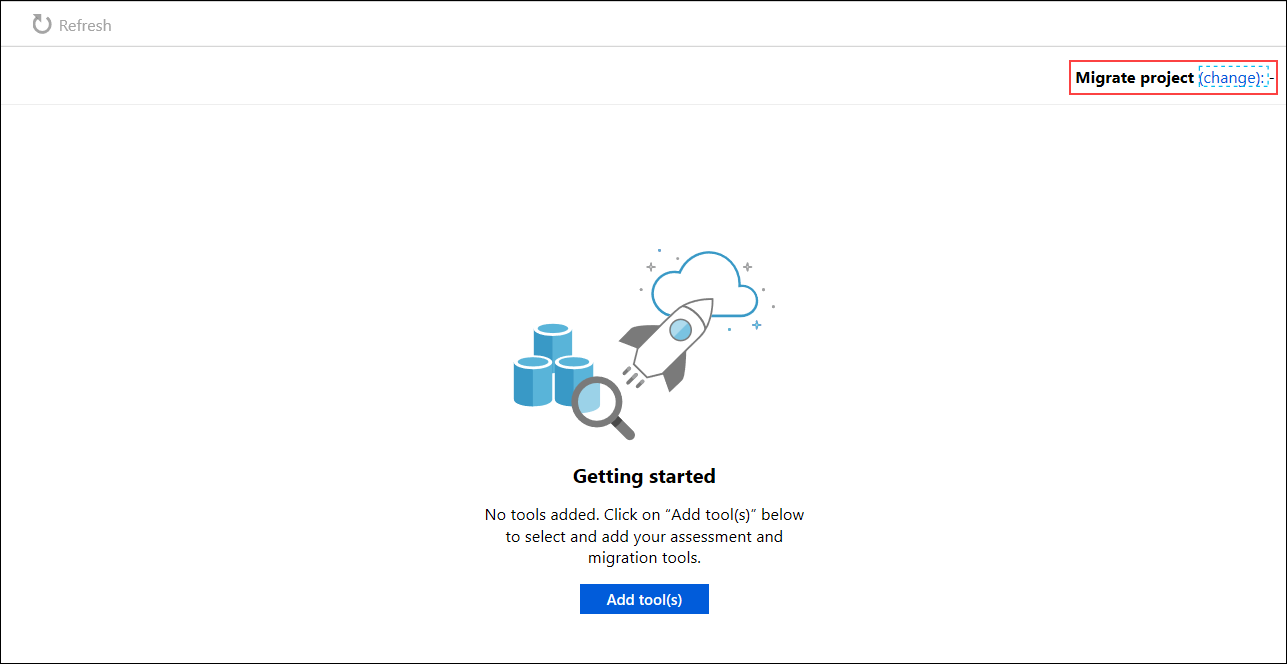 Refresh
Migrate project (change): -
Getting started
No tools added. Click on “Add tool(s)” below
to select and add your assessment and
migration tools.
Add tool(s)